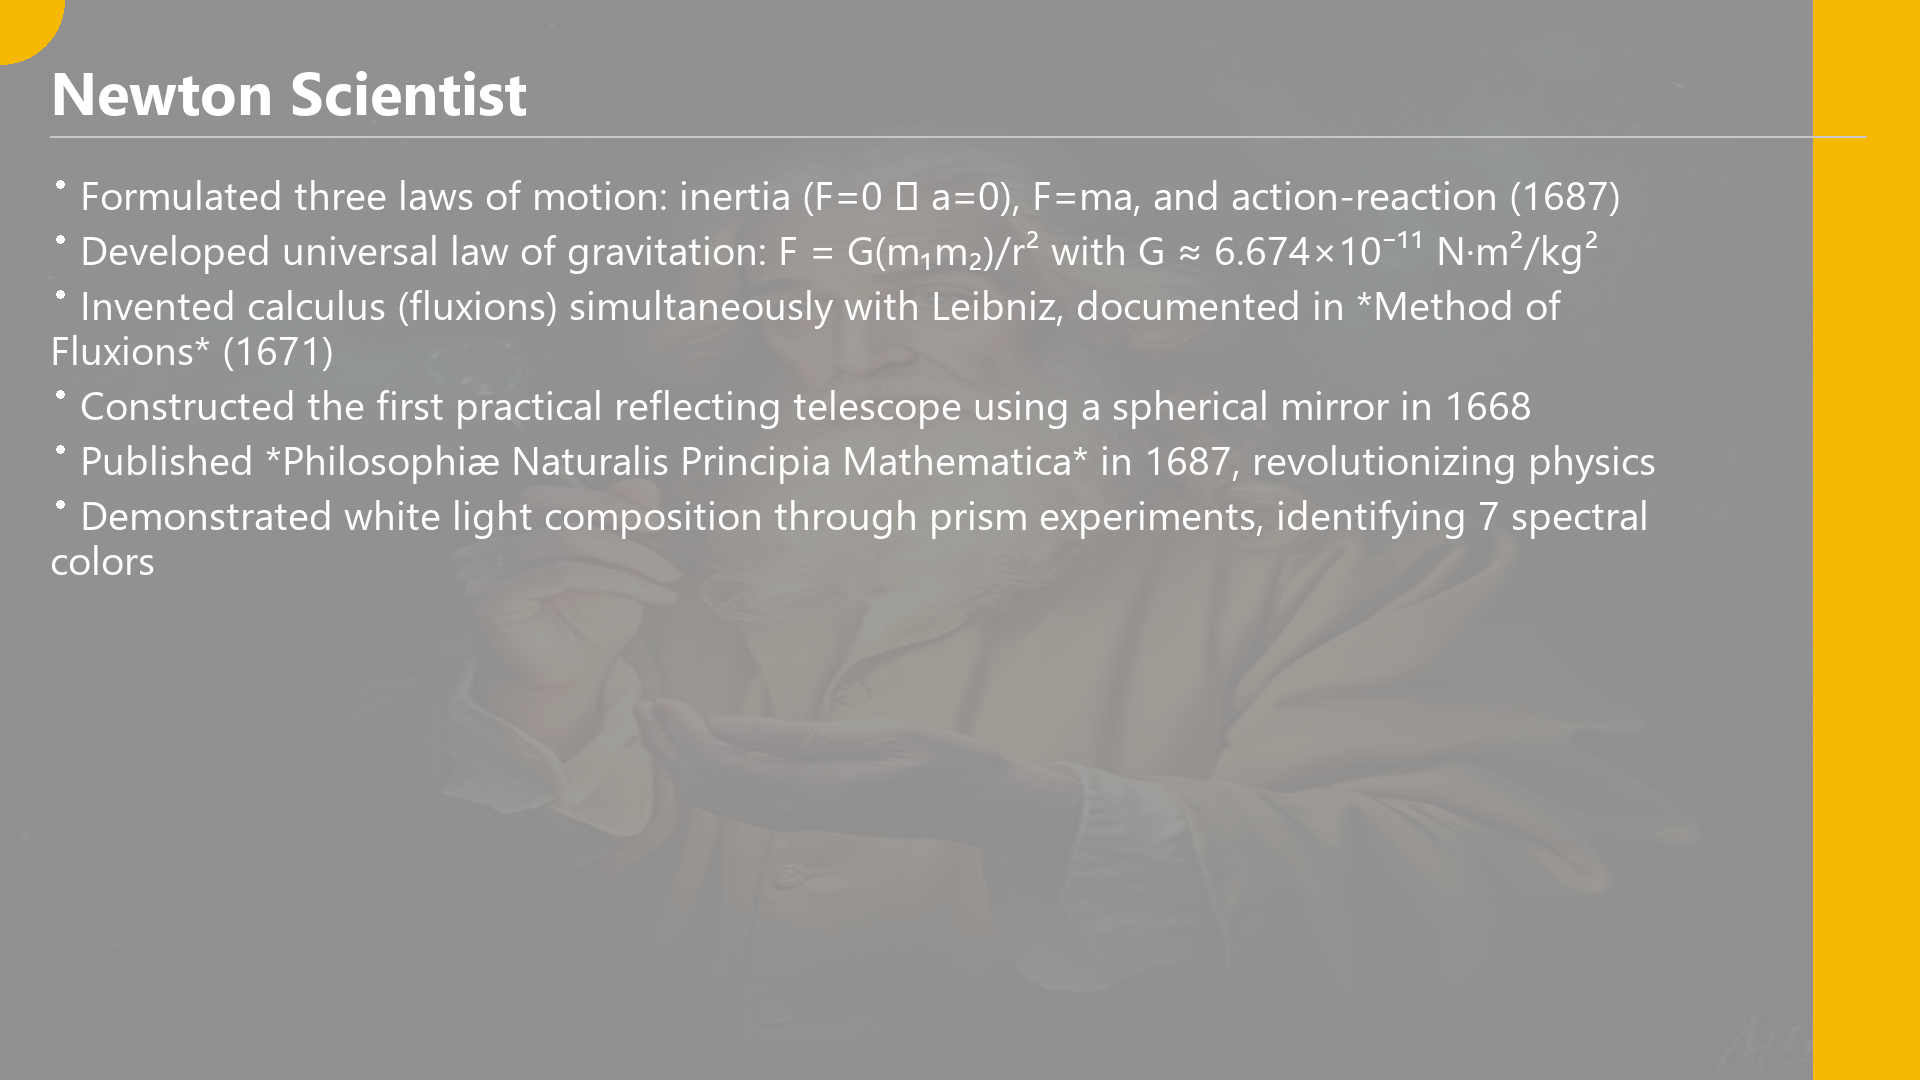 Newton Scientist
• Formulated three laws of motion: inertia (F=0 □ a=0), F=ma, and action-reaction (1687)
• Developed universal law of gravitation: F = G(m₁m₂)/r² with G ≈ 6.674×10⁻¹¹ N·m²/kg²
• Invented calculus (fluxions) simultaneously with Leibniz, documented in *Method of
Fluxions* (1671)
• Constructed the first practical reflecting telescope using a spherical mirror in 1668
• Published *Philosophiæ Naturalis Principia Mathematica* in 1687, revolutionizing physics
• Demonstrated white light composition through prism experiments, identifying 7 spectral
colors